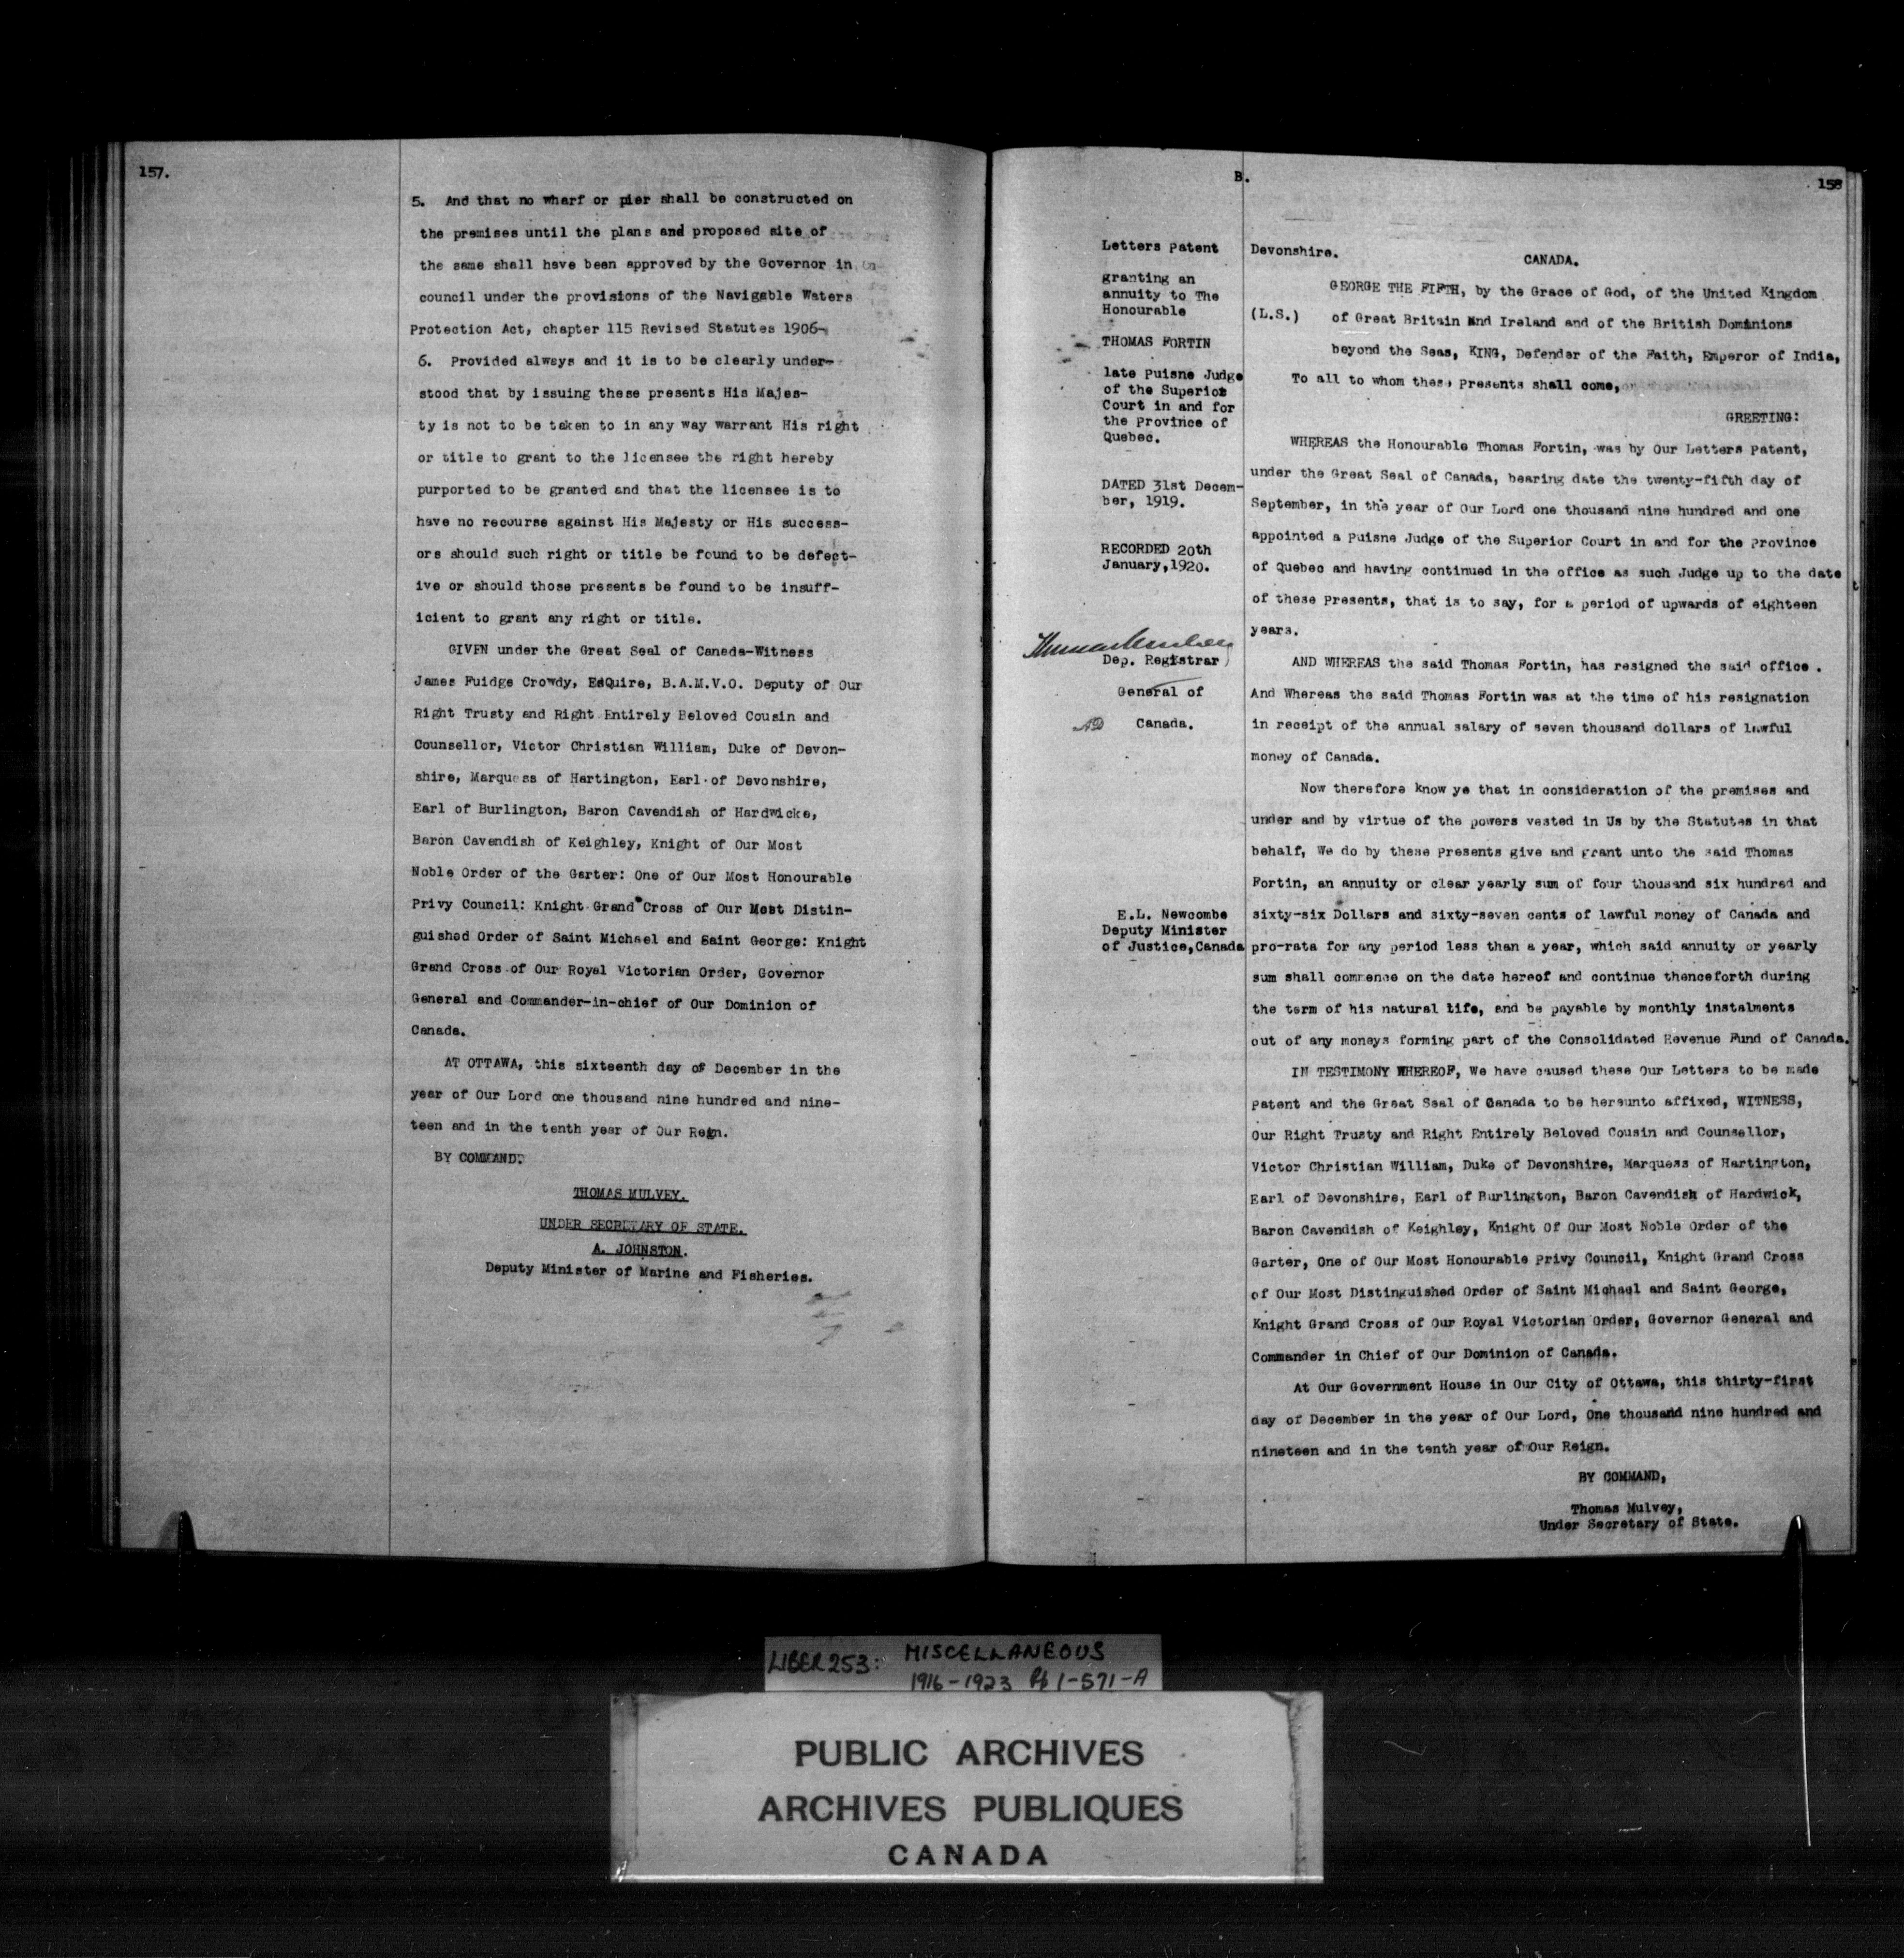 157.
5. And that no wharf or pier shall be constructed on
the premises until the plans and proposed site of
the same shall have been approved by the Governor in
council under the provisions of the Navigable Waters
Protection Act, chapter 115 Revised Statutes 1906-
6. Provided always and it is to be clearly under-
stood that by issuing these presents His Majes-
ty is not to be taken to in any way warrant His right
or title to grant to the licensee the right hereby
purported to be granted and that the licensee is to
have no recourse against His Majesty or His success-
ors should such right or title be found to be defect-
ive or should those presents be found to be insuff-
icient to grant any right or title.
GIVEN under the Great Seal of Canada-Witness
James Fuidge Crowdy, EsQuire, B.A.M.V.O. Deputy of Our
Right Trusty and Right Entirely Beloved Cousin and
Counsellor, Victor Christian William, Duke of Devon-
shire, Marquess of Hartington, Earl of Devonshire,
Earl of Burlington, Baron Cavendish of Hardwicke,
Baron Cavendish of Keighley, Knight of Our Most
Noble Order of the Garter: One of Our Most Honourable
Privy Council: Knight Grand Cross of Our Most Distin-
guished Order of Saint Michael and Saint George: Knight
Grand Cross of Our Royal Victorian Order, Governor
General and Commander-in-chief of Our Dominion of
Canada.
AT OTTAWA, this sixteenth day of December in the
year of Our Lord one thousand nine hundred and nine-
teen and in the tenth year of Our Regn.
BY COMMAND.
THOMAS MULVEY.
UNDER SECRETARY OF STATE.
A. JOHNSTON.
Deputy Minister of Marine and Fisheries.
B.
158
Letters Patent
granting an
annuity to The
Honourable
THOMAS FORTIN
late Puisne Judge
of the Superior
Court in and for
the Province of
Quebec.
DATED 31st Decem-
ber, 1919.
RECORDED 20th
January, 1920.
Dep. Registrar
General of
Canada.
E.L. Newcombe
Deputy Minister
of Justice, Canada
Devonshire.
CANADA.
GEORGE THE FIFTH, by the Grace of God, of the United Kingdom
(L.S.) of Great Britain and Ireland and of the British Dominions
beyond the Seas, KING, Defender of the Faith, Emperor of India,
To all to whom these Presents shall come,
GREETING:
WHEREAS the Honourable Thomas Fortin, was by Our Letters Patent,
under the Great Seal of Canada, bearing date the twenty-fifth day of
September, in the year of Our Lord one thousand nine hundred and one
appointed a Puisne Judge of the Superior Court in and for the Province
of Quebec and having continued in the office as such Judge up to the date
of these Presents, that is to say, for a period of upwards of eighteen
years.
AND WHEREAS the said Thomas Fortin, has resigned the said office.
And Whereas the said Thomas Fortin was at the time of his resignation
in receipt of the annual salary of seven thousand dollars of lawful
money of Canada.
Now therefore know ye that in consideration of the premises and
under and by virtue of the powers vested in Us by the Statutes in that
behalf, We do by these Presents give and grant unto the said Thomas
Fortin, an annuity or clear yearly sum of four thousand six hundred and
sixty-six Dollars and sixty-seven cents of lawful money of Canada and
pro-rata for any period less than a year, which said annuity or yearly
sum shall commence on the date hereof and continue thenceforth during
the term of his natural life, and be payable by monthly instalments
out of any moneys forming part of the Consolidated Revenue Fund of Canada.
IN TESTIMONY WHEREOF, We have caused these Our Letters to be made
Patent and the Great Seal of Canada to be hereunto affixed, WITNESS,
Our Right Trusty and Right Entirely Beloved Cousin and Counsellor,
Victor Christian William, Duke of Devonshire, Marquess of Hartington,
Earl of Devonshire, Earl of Burlington, Baron Cavendish of Hardwick,
Baron Cavendish of Keighley, Knight Of Our Most Noble Order of the
Garter, One of Our Most Honourable Privy Council, Knight Grand Cross
of Our Most Distinguished Order of Saint Michael and Saint George,
Knight Grand Cross of Our Royal Victorian Order, Governor General and
Commander in Chief of Our Dominion of Canada.
At Our Government House in Our City of Ottawa, this thirty-first
day of December in the year of Our Lord, One thousand nine hundred and
nineteen and in the tenth year of Our Reign.
BY COMMAND,
Thomas Mulvey,
Under Secretary of State.
LIBER 253: MISCELLANEOUS
1916-1923 Pp 1-571-A
PUBLIC ARCHIVES
ARCHIVES PUBLIQUES
CANADA